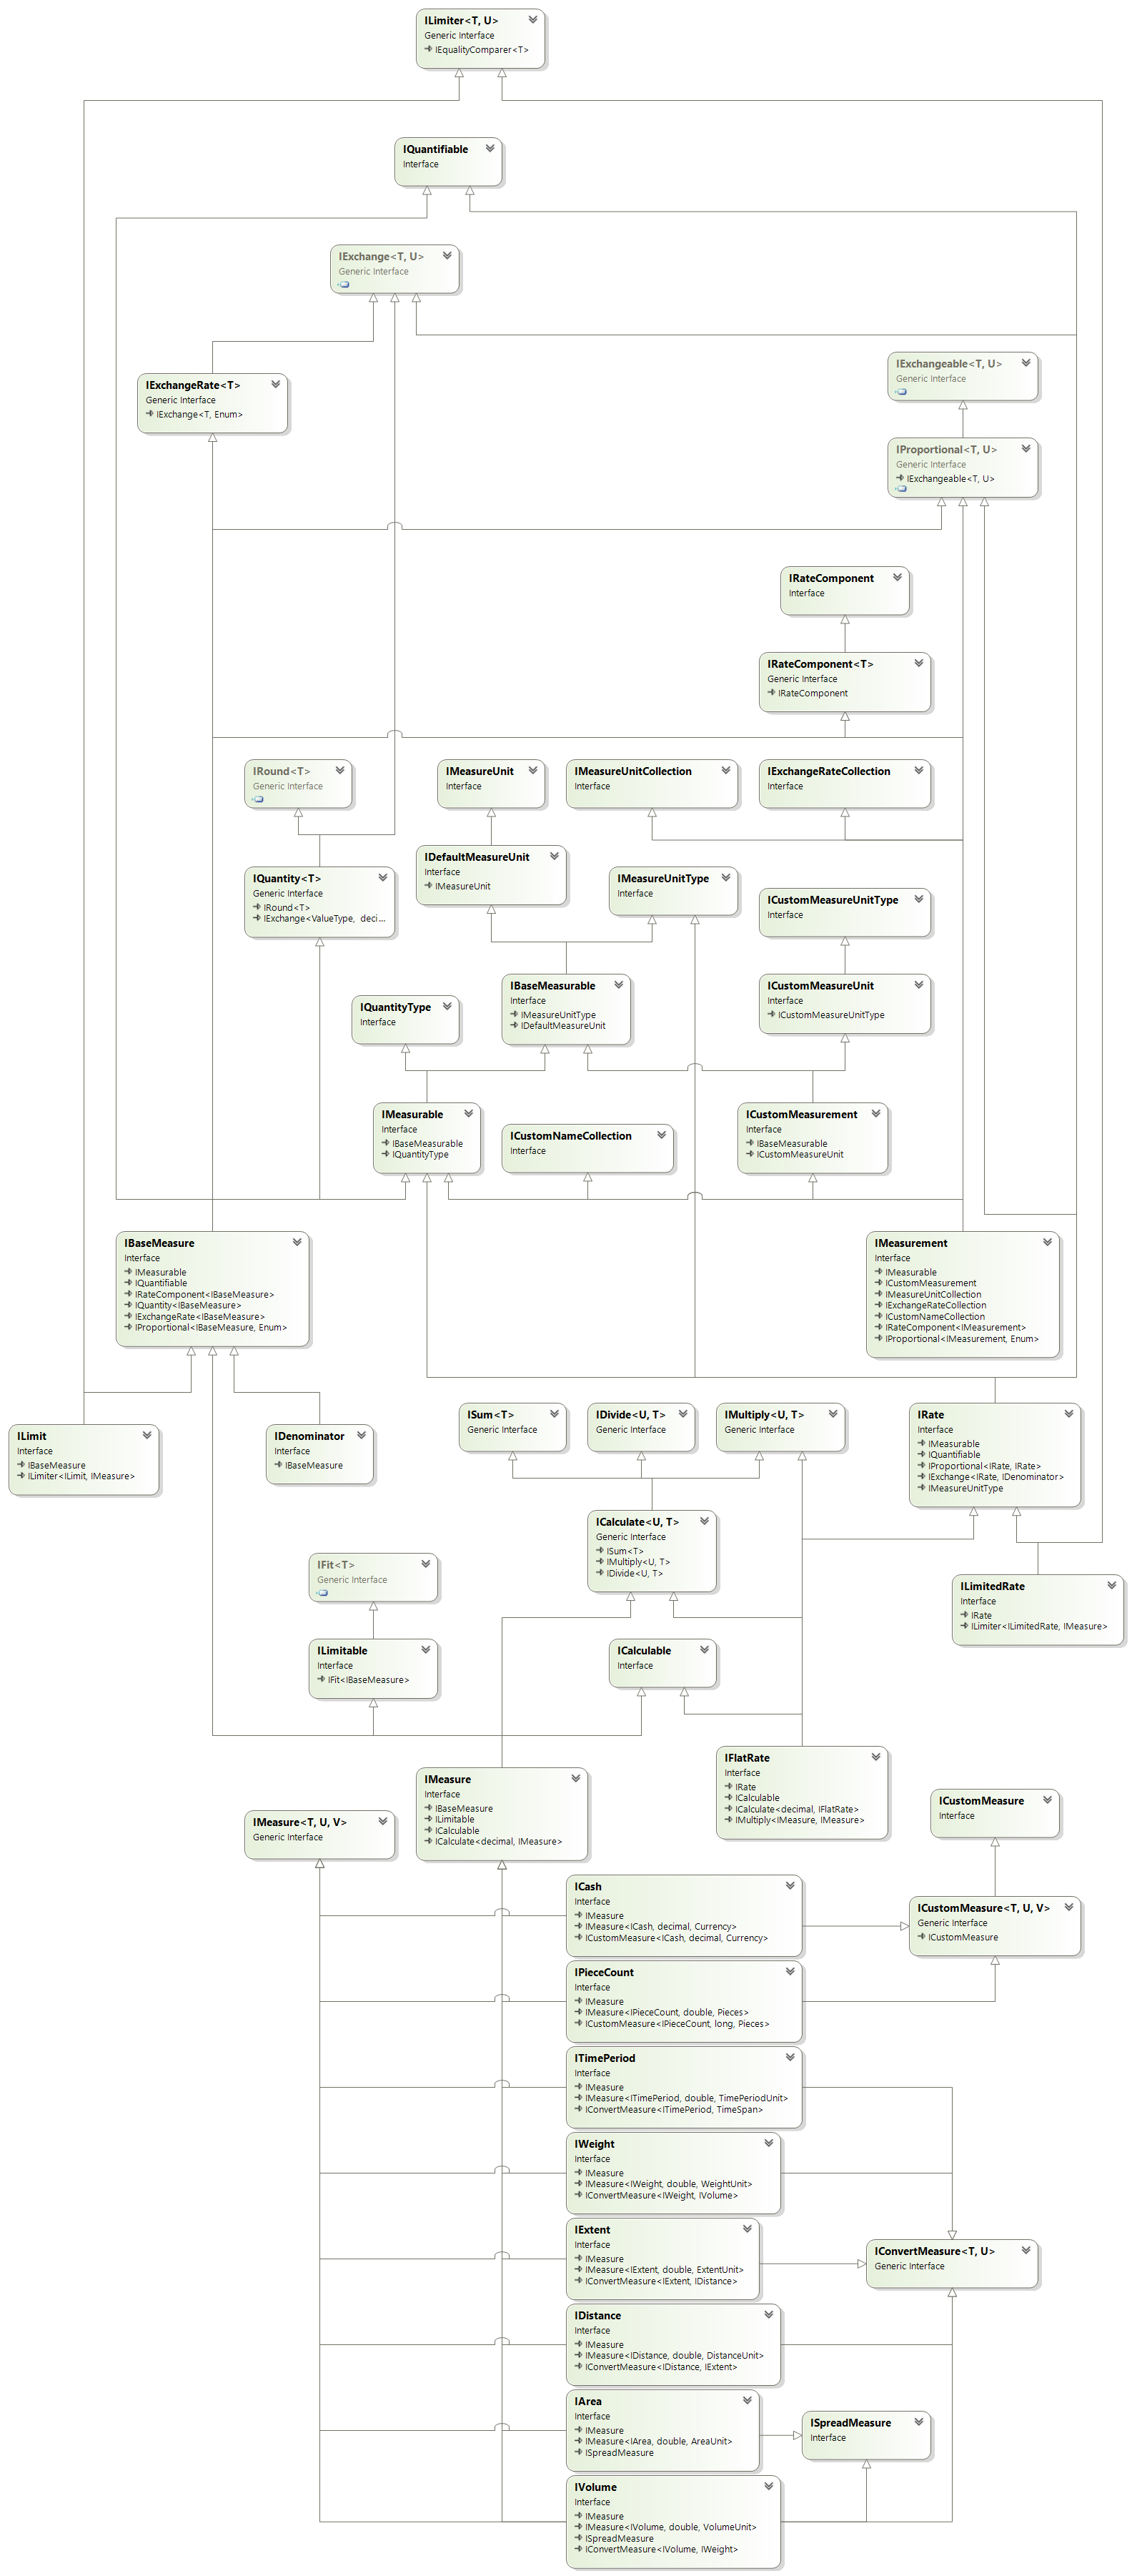 ILimiter<T, U>
Generic Interface
IEqualityComparer<T>
IQuantifiable
Interface
IExchange<T, U>
Generic Interface
IExchangeable<T, U>
Generic Interface
IExchangeRate<T>
Generic Interface
IExchange<T, Enum>
IProportional<T, U>
Generic Interface
IExchangeable<T, U>
IRateComponent
Interface
IRateComponent<T>
Generic Interface
IRateComponent
IRound<T>
Generic Interface
IMeasureUnit
Interface
IMeasureUnitCollection
Interface
IExchangeRateCollection
Interface
IDefaultMeasureUnit
Interface
IMeasureUnit
IQuantity<T>
Generic Interface
IRound<T>
IExchange<ValueType, deci...
IMeasureUnitType
Interface
ICustomMeasureUnitType
Interface
IBaseMeasurable
Interface
IMeasureUnitType
IDefaultMeasureUnit
ICustomMeasureUnit
Interface
ICustomMeasureUnitType
IQuantityType
Interface
IMeasurable
Interface
IBaseMeasurable
IQuantityType
ICustomNameCollection
Interface
ICustomMeasurement
Interface
IBaseMeasurable
ICustomMeasureUnit
IBaseMeasure
Interface
IMeasurable
IQuantifiable
IRateComponent<IBaseMeasure>
IQuantity<IBaseMeasure>
IExchangeRate<IBaseMeasure>
IProportional<IBaseMeasure, Enum>
IMeasurement
Interface
IMeasurable
ICustomMeasurement
IMeasureUnitCollection
IExchangeRateCollection
ICustomNameCollection
IRateComponent<IMeasurement>
IProportional<IMeasurement, Enum>
ILimit
Interface
IBaseMeasure
ILimiter<ILimit, IMeasure>
IDenominator
Interface
IBaseMeasure
ISum<T>
Generic Interface
IDivide<U, T>
Generic Interface
IMultiply<U, T>
Generic Interface
IRate
Interface
IMeasurable
IQuantifiable
IProportional<IRate, IRate>
IExchange<IRate, IDenominator>
IMeasureUnitType
ICalculate<U, T>
Generic Interface
ISum<T>
IMultiply<U, T>
IDivide<U, T>
IFit<T>
Generic Interface
ILimitedRate
Interface
IRate
ILimiter<ILimitedRate, IMeasure>
ILimitable
Interface
IFit<IBaseMeasure>
ICalculable
Interface
IMeasure
Interface
IBaseMeasure
ILimitable
ICalculable
ICalculate<decimal, IMeasure>
IFlatRate
Interface
IRate
ICalculable
ICalculate<decimal, IFlatRate>
IMultiply<IMeasure, IMeasure>
ICustomMeasure
Interface
IMeasure<T, U, V>
Generic Interface
ICash
Interface
IMeasure
IMeasure<ICash, decimal, Currency>
ICustomMeasure<ICash, decimal, Currency>
ICustomMeasure<T, U, V>
Generic Interface
ICustomMeasure
IPieceCount
Interface
IMeasure
IMeasure<IPieceCount, double, Pieces>
ICustomMeasure<IPieceCount, long, Pieces>
ITimePeriod
Interface
IMeasure
IMeasure<ITimePeriod, double, TimePeriodUnit>
IConvertMeasure<ITimePeriod, TimeSpan>
IWeight
Interface
IMeasure
IMeasure<IWeight, double, WeightUnit>
IConvertMeasure<IWeight, IVolume>
IExtent
Interface
IMeasure
IMeasure<IExtent, double, ExtentUnit>
IConvertMeasure<IExtent, IDistance>
IConvertMeasure<T, U>
Generic Interface
IDistance
Interface
IMeasure
IMeasure<IDistance, double, DistanceUnit>
IConvertMeasure<IDistance, IExtent>
IArea
Interface
IMeasure
IMeasure<IArea, double, AreaUnit>
ISpreadMeasure
ISpreadMeasure
Interface
IVolume
Interface
IMeasure
IMeasure<IVolume, double, VolumeUnit>
ISpreadMeasure
IConvertMeasure<IVolume, IWeight>